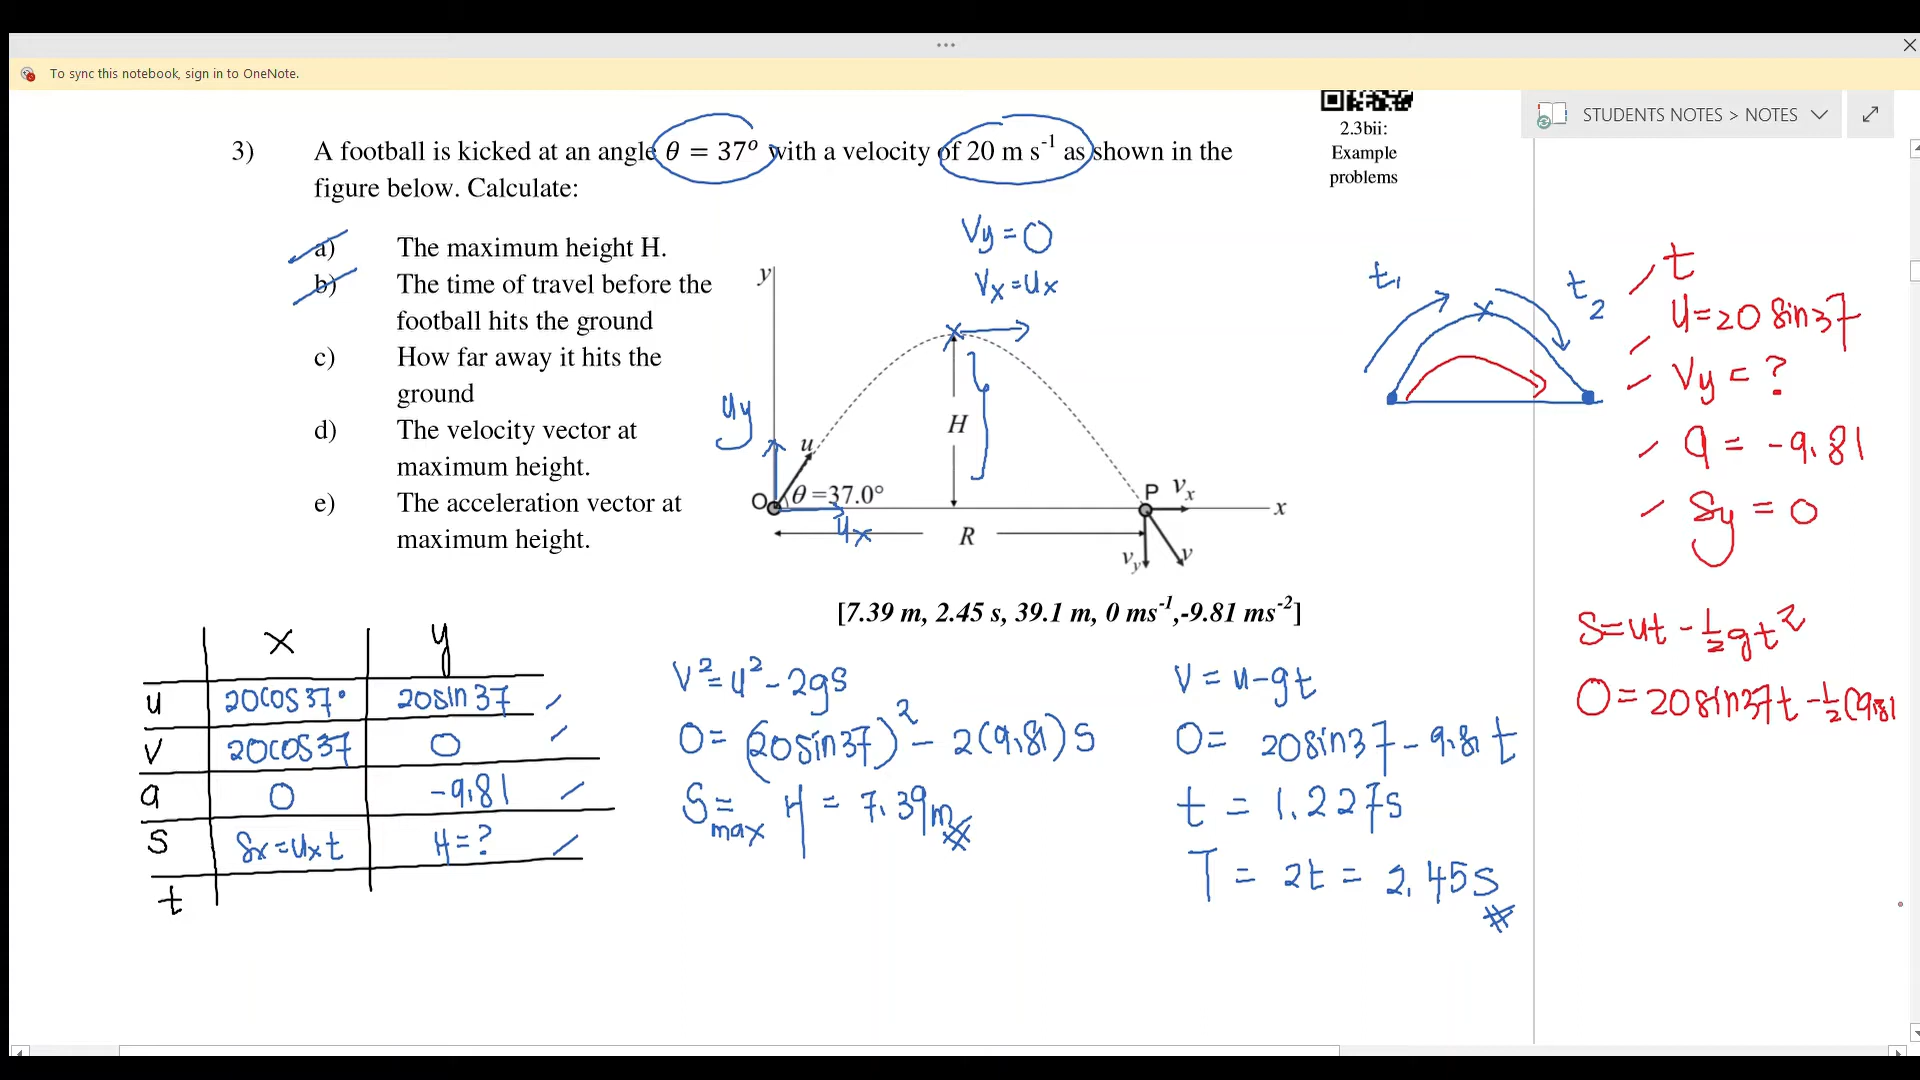 To sync this notebook, sign in to OneNote.
STUDENTS NOTES > NOTES
2.3bii:
Example
problems
3) A football is kicked at an angle θ = 37° with a velocity of 20 m s⁻¹ as shown in the
figure below. Calculate:
a) The maximum height H.
b) The time of travel before the
football hits the ground
c) How far away it hits the
ground
d) The velocity vector at
maximum height.
e) The acceleration vector at
maximum height.
Vy = 0
Vx = Ux
y
uy
u
H
O
θ = 37.0°
ux
R
P
vx
x
vy
v
[7.39 m, 2.45 s, 39.1 m, 0 ms⁻¹,-9.81 ms⁻²]
x y
u 20cos37° 20sin37
v 20cos37 0
a 0 -9.81
s Sx = Ux t H = ?
t
V² = u² - 2gs
0 = (20sin37)² - 2(9.81)s
Smax = H = 7.39m
V = u - gt
0 = 20sin37 - 9.81t
t = 1.227s
T = 2t = 2.45s
t₁
t₂
t
u = 20sin37
Vy = ?
a = -9.81
Sy = 0
S = ut - ½gt²
0 = 20sin37t - ½(9.81